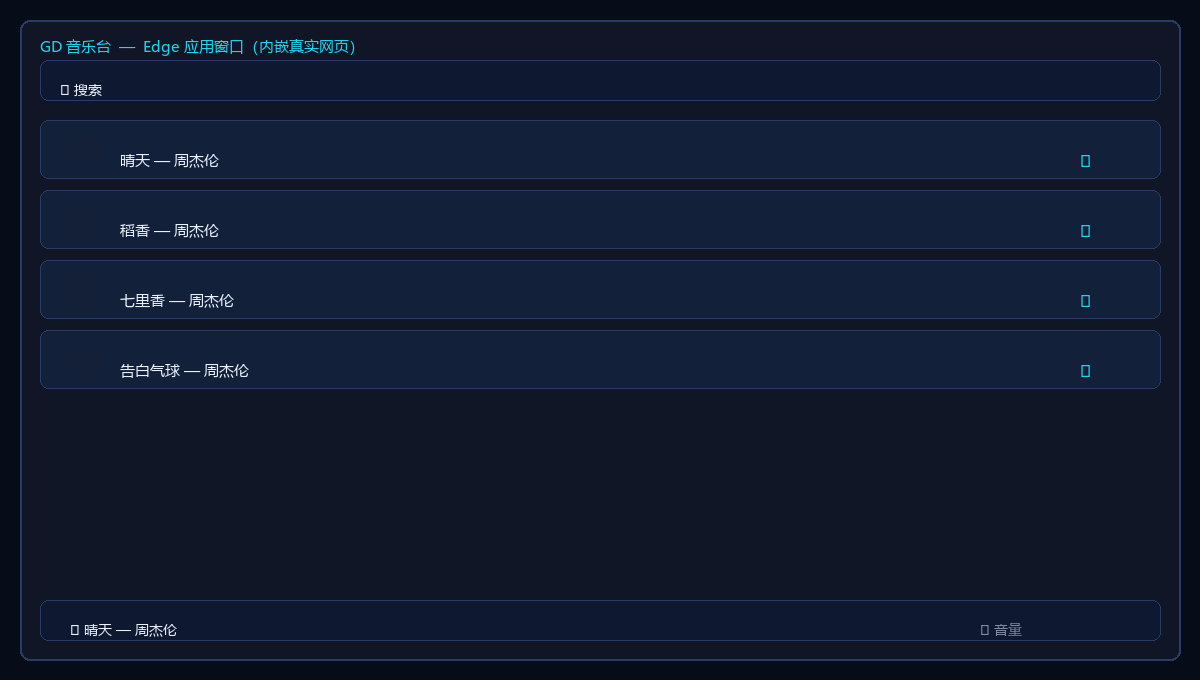 GD 音乐台 — Edge 应用窗口（内嵌真实网页）
搜索
晴天 — 周杰伦
稻香 — 周杰伦
七里香 — 周杰伦
告白气球 — 周杰伦
晴天 — 周杰伦 音量